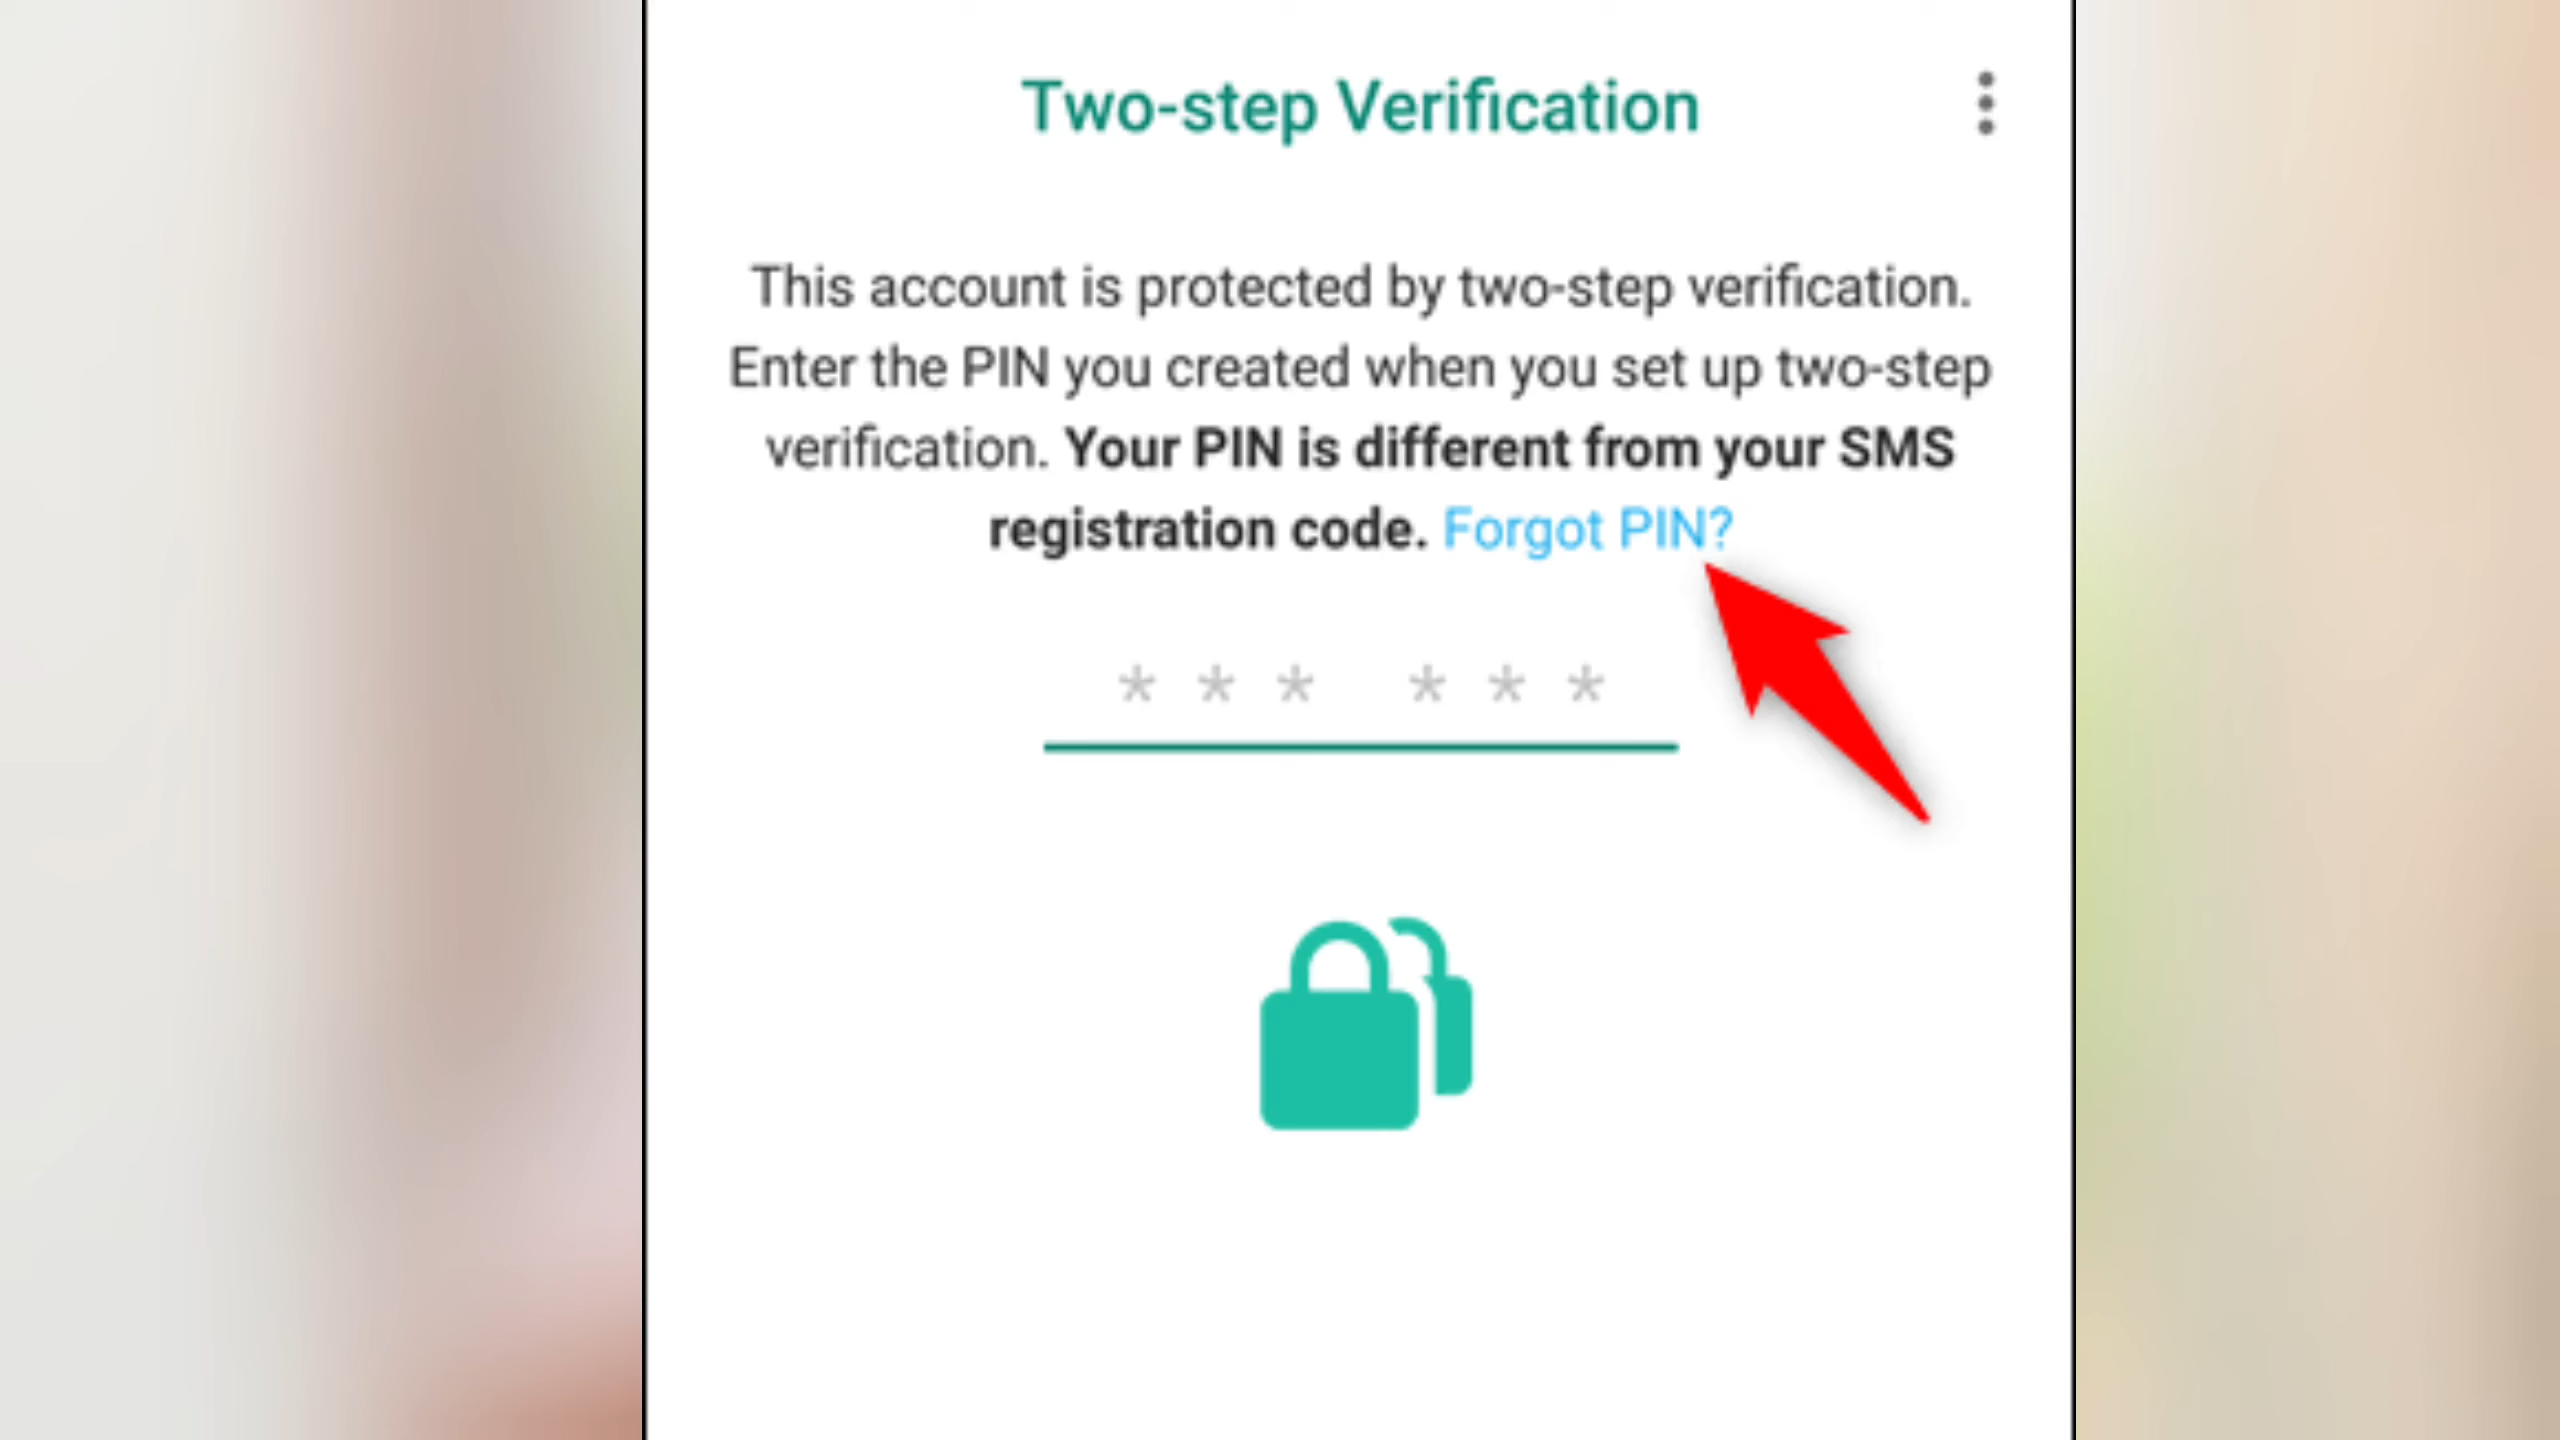 Two-step Verification
This account is protected by two-step verification.
Enter the PIN you created when you set up two-step
verification. Your PIN is different from your SMS
registration code. Forgot PIN?
* * * * * *